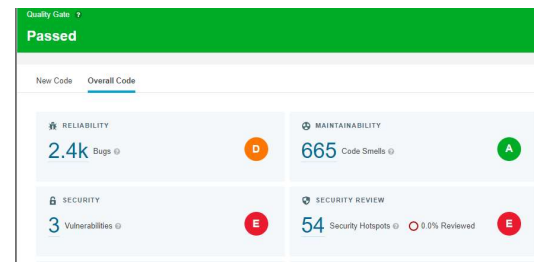 Quality Gate ?
Passed
New Code Overall Code
RELIABILITY
2.4k Bugs ?
D
MAINTAINABILITY
665 Code Smells ?
A
SECURITY
3 Vulnerabilities ?
E
SECURITY REVIEW
54 Security Hotspots ? 0.0% Reviewed
E